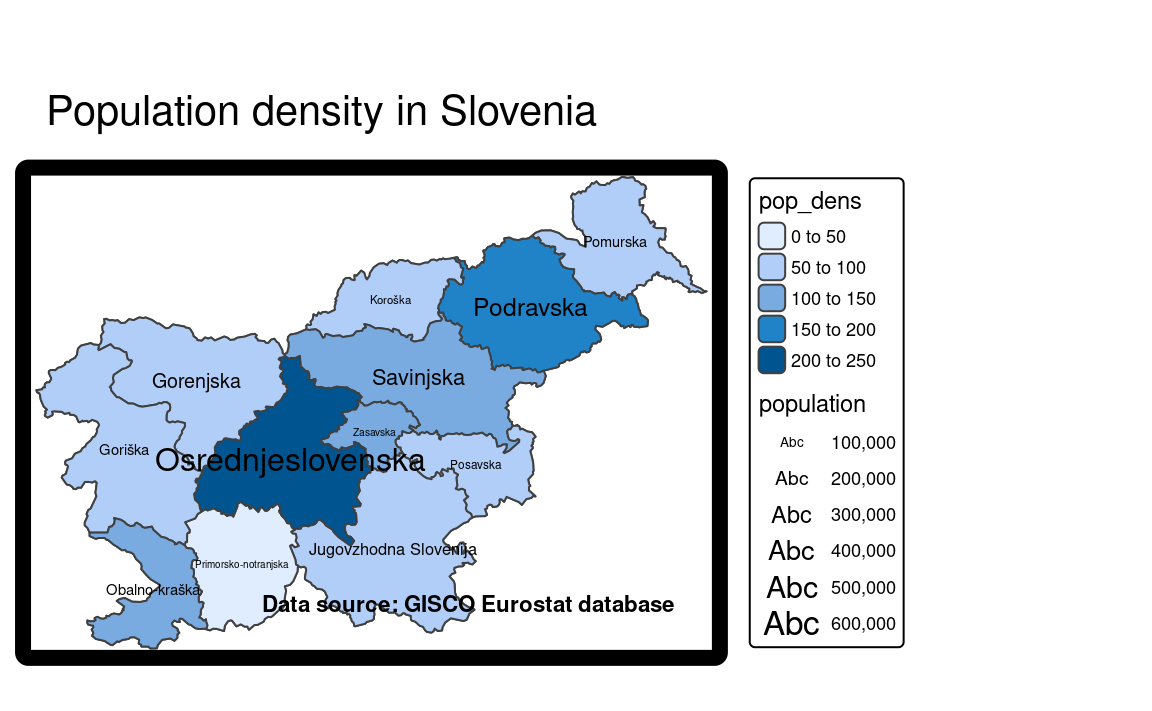 Population density in Slovenia
Pomurska
Koroška
Podravska
Gorenjska
Savinjska
Zasavska
Goriška
Osrednjeslovenska
Posavska
Jugovzhodna Slovenija
Primorsko-notranjska
Obalno-kraška
Data source: GISCO Eurostat database
pop_dens
0 to 50
50 to 100
100 to 150
150 to 200
200 to 250
population
Abc 100,000
Abc 200,000
Abc 300,000
Abc 400,000
Abc 500,000
Abc 600,000